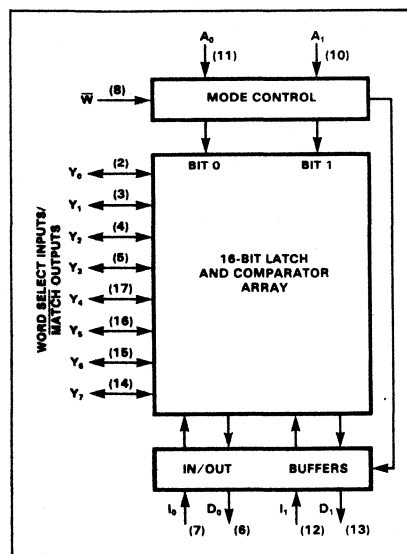 A₀ A₁
(11) (10)
W̅ (8) MODE CONTROL
BIT 0 BIT 1
Y₀ (2)
Y₁ (3)
Y₂ (4)
Y₃ (5)
Y₄ (17)
Y₅ (16)
Y₆ (15)
Y₇ (14)
WORD SELECT INPUTS/
M̅A̅T̅C̅H̅ OUTPUTS
16-BIT LATCH
AND COMPARATOR
ARRAY
IN/OUT BUFFERS
I₀ D₀ I₁ D₁
(7) (6) (12) (13)